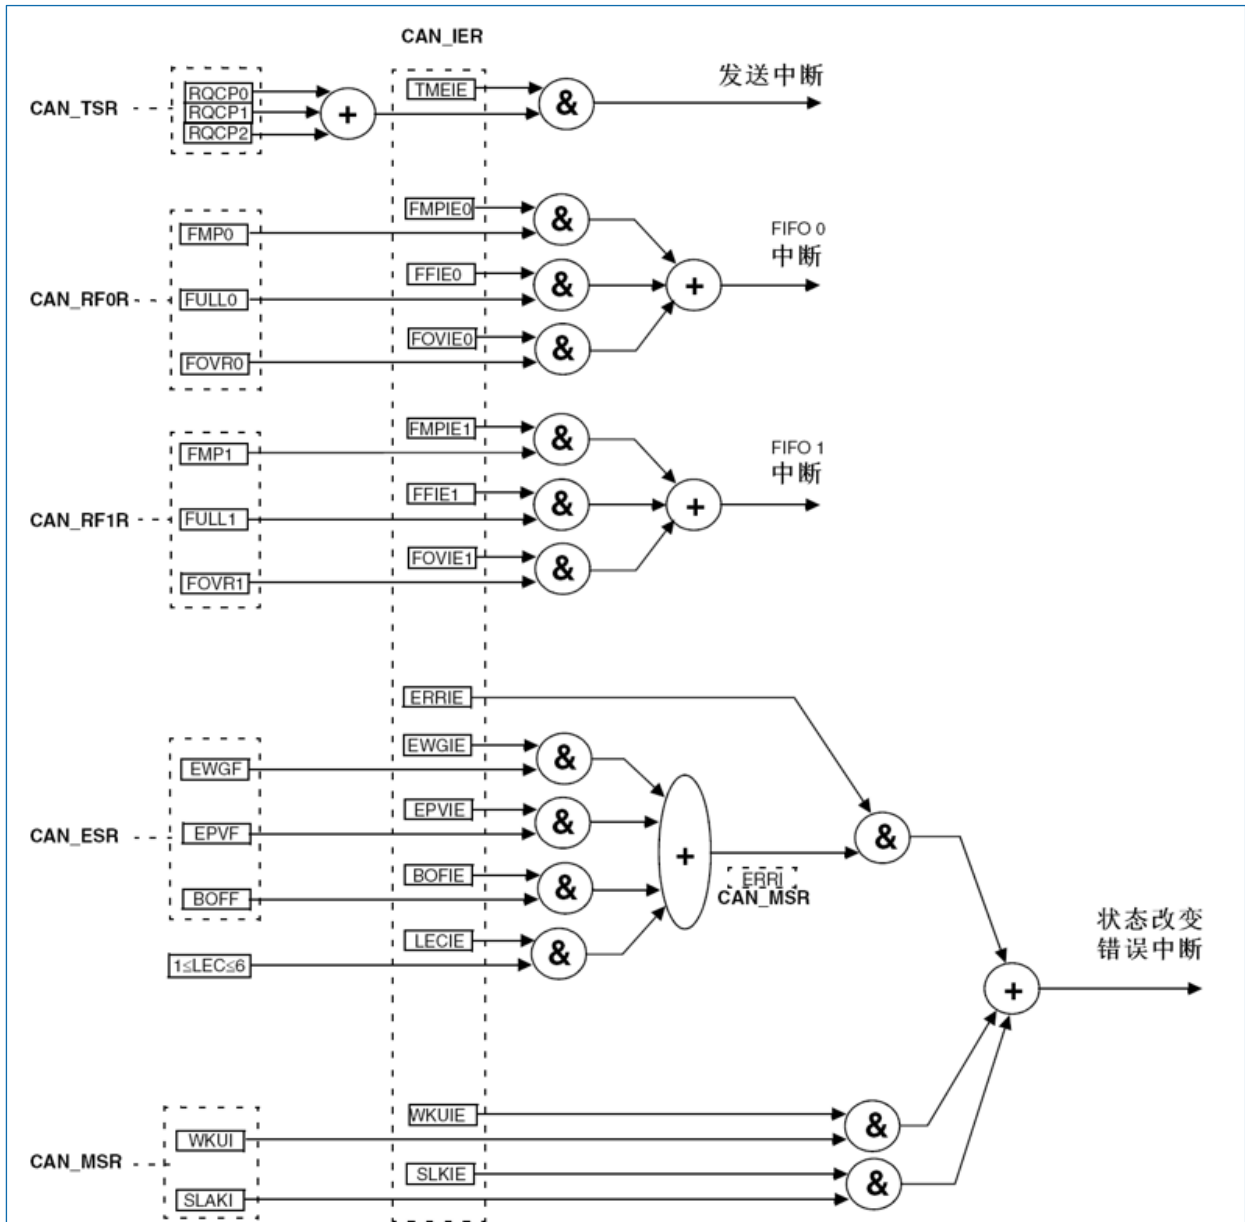 CAN_IER
发送中断
CAN_TSR
RQCP0
RQCP1
RQCP2
+
TMEIE
&
FMPIE0
&
FIFO 0
中断
FMP0
CAN_RF0R
FFIE0
FULL0
&
+
FOVIE0
FOVR0
&
FMPIE1
&
FIFO 1
中断
FMP1
CAN_RF1R
FFIE1
FULL1
&
+
FOVIE1
FOVR1
&
ERRIE
EWGIE
EWGF
&
CAN_ESR
EPVIE
EPVF
&
&
+
ERRI
CAN_MSR
BOFIE
BOFF
&
LECIE
1≤LEC≤6
&
状态改变
错误中断
+
WKUIE
WKUI
&
CAN_MSR
SLKIE
SLAKI
&